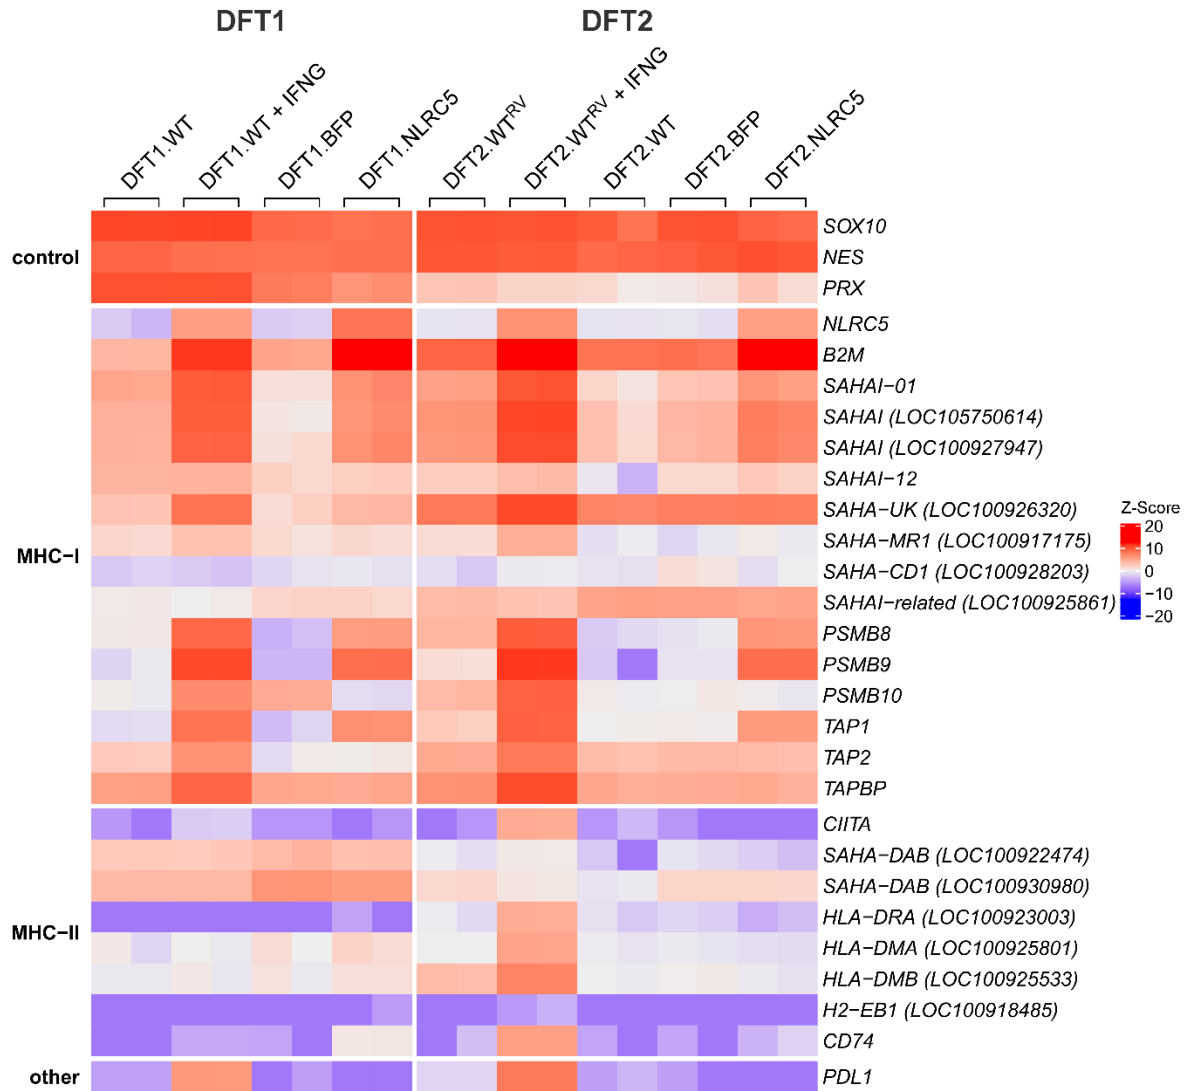 DFT1
DFT2
DFT1.WT
DFT1.WT + IFNG
DFT1.BFP
DFT1.NLRC5
DFT2.WTRV
DFT2.WTRV + IFNG
DFT2.WT
DFT2.BFP
DFT2.NLRC5
control
SOX10
NES
PRX
MHC−I
NLRC5
B2M
SAHAI−01
SAHAI (LOC105750614)
SAHAI (LOC100927947)
SAHAI−12
SAHA−UK (LOC100926320)
SAHA−MR1 (LOC100917175)
SAHA−CD1 (LOC100928203)
SAHAI−related (LOC100925861)
PSMB8
PSMB9
PSMB10
TAP1
TAP2
TAPBP
MHC−II
CIITA
SAHA−DAB (LOC100922474)
SAHA−DAB (LOC100930980)
HLA−DRA (LOC100923003)
HLA−DMA (LOC100925801)
HLA−DMB (LOC100925533)
H2−EB1 (LOC100918485)
CD74
other
PDL1
Z-Score
20
10
0
−10
−20